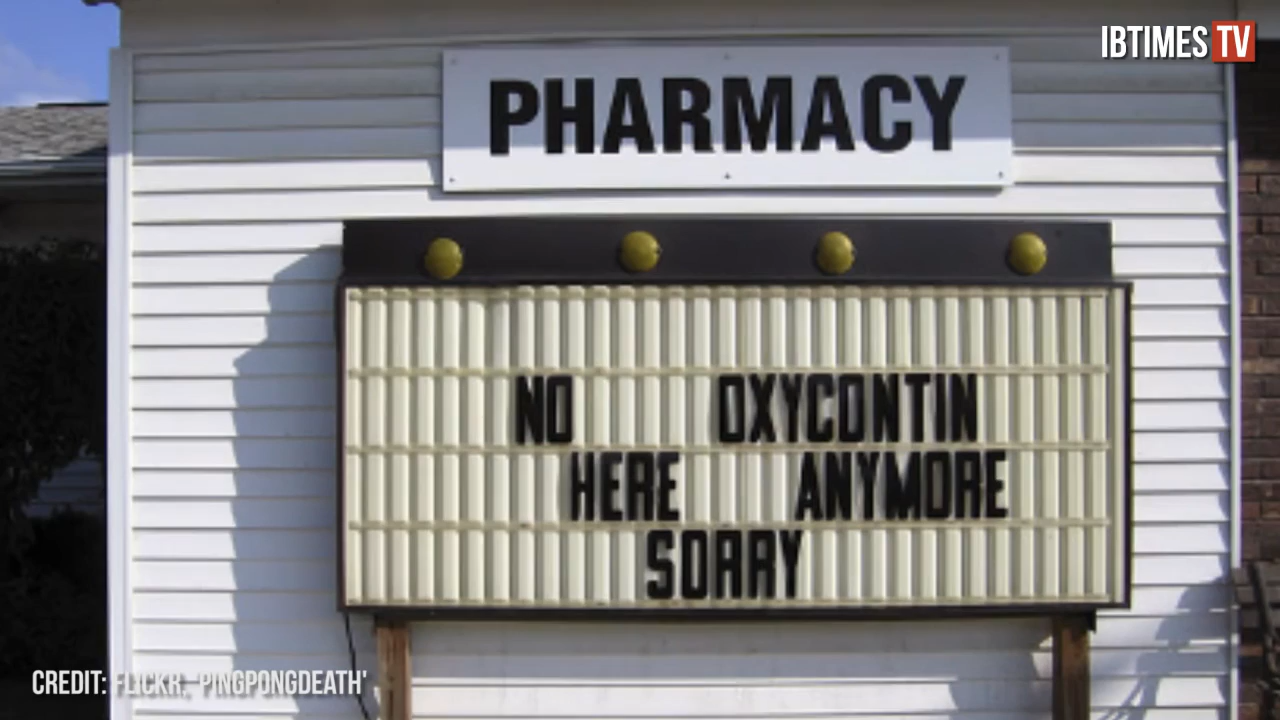 IBTIMES TV
PHARMACY
NO OXYCONTIN
HERE ANYMORE
SORRY
CREDIT: FLICKR, 'PINGPONGDEATH'